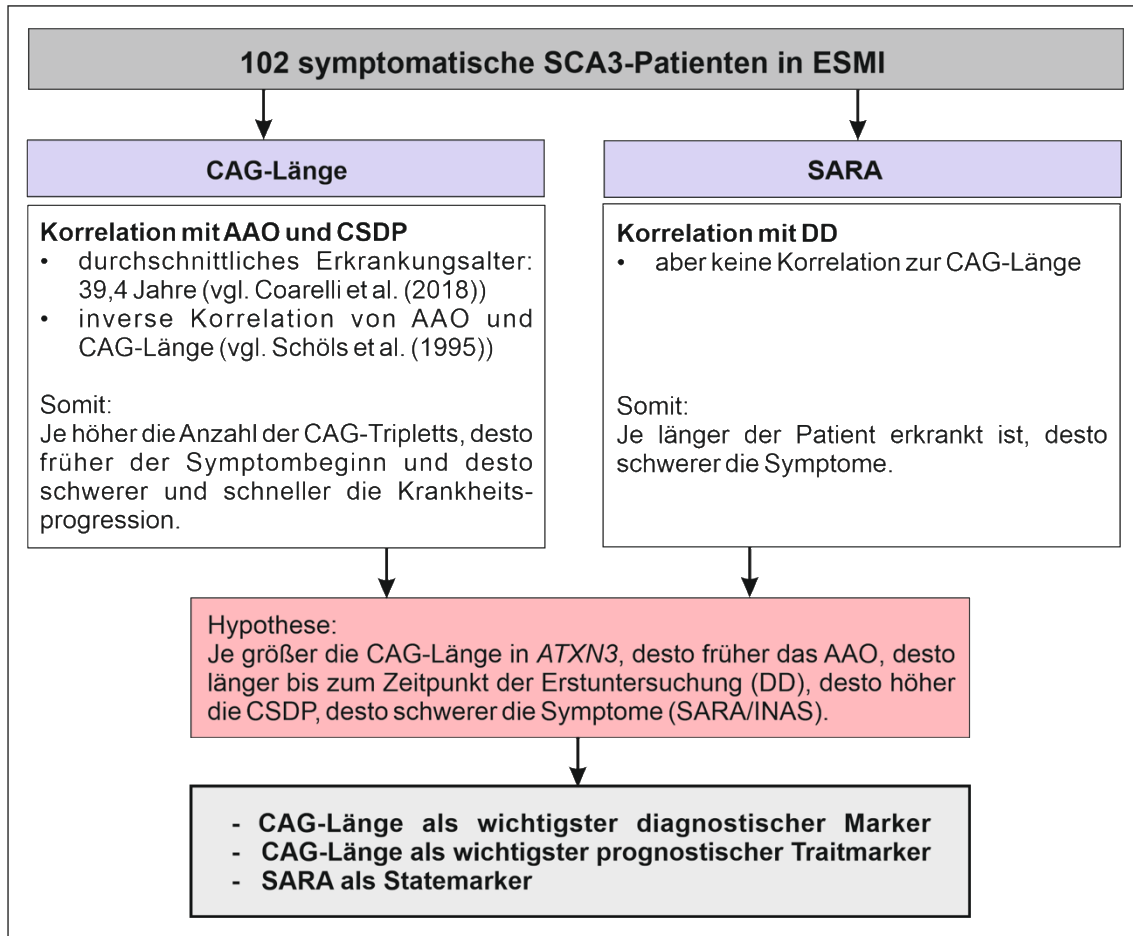 102 symptomatische SCA3-Patienten in ESMI
CAG-Länge
Korrelation mit AAO und CSDP
• durchschnittliches Erkrankungsalter:
39,4 Jahre (vgl. Coarelli et al. (2018))
• inverse Korrelation von AAO und
CAG-Länge (vgl. Schöls et al. (1995))
Somit:
Je höher die Anzahl der CAG-Tripletts, desto
früher der Symptombeginn und desto
schwerer und schneller die Krankheits-
progression.
SARA
Korrelation mit DD
• aber keine Korrelation zur CAG-Länge
Somit:
Je länger der Patient erkrankt ist, desto
schwerer die Symptome.
Hypothese:
Je größer die CAG-Länge in ATXN3, desto früher das AAO, desto
länger bis zum Zeitpunkt der Erstuntersuchung (DD), desto höher
die CSDP, desto schwerer die Symptome (SARA/INAS).
- CAG-Länge als wichtigster diagnostischer Marker
- CAG-Länge als wichtigster prognostischer Traitmarker
- SARA als Statemarker